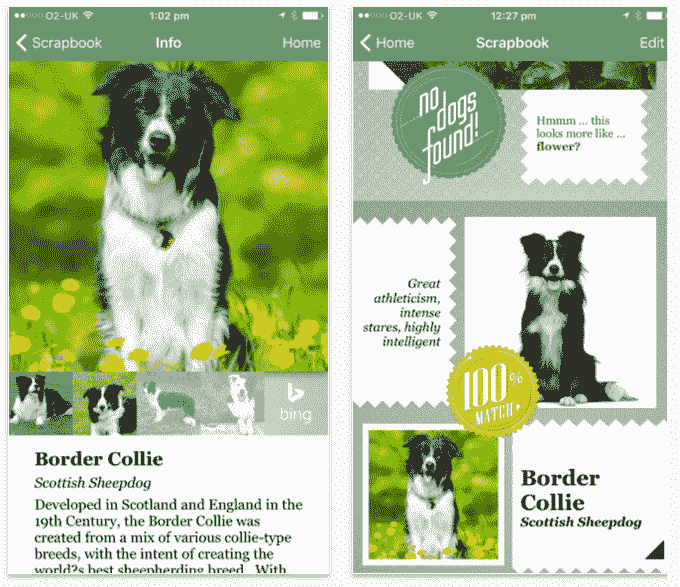 O2-UK 1:02 pm
Scrapbook Info Home
bing
Border Collie
Scottish Sheepdog
Developed in Scotland and England in the
19th Century, the Border Collie was
created from a mix of various collie-type
breeds, with the intent of creating the
world?s best sheepherding breed. With
O2-UK 12:27 pm
Home Scrapbook Edit
no
dogs
found!
Hmmm ... this
looks more like ...
flower?
Great
athleticism,
intense
stares, highly
intelligent
100%
MATCH
Border
Collie
Scottish Sheepdog